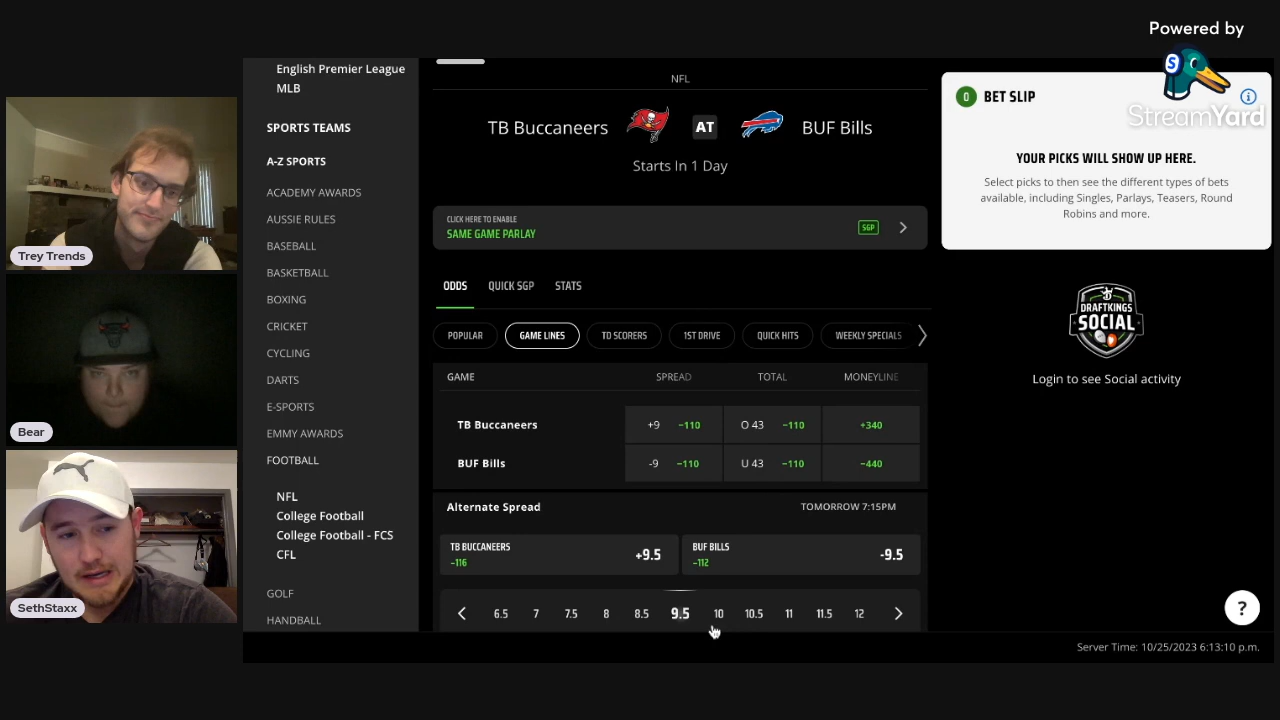 Powered by
StreamYard
English Premier League
MLB
SPORTS TEAMS
A-Z SPORTS
ACADEMY AWARDS
AUSSIE RULES
BASEBALL
BASKETBALL
BOXING
CRICKET
CYCLING
DARTS
E-SPORTS
EMMY AWARDS
FOOTBALL
NFL
College Football
College Football - FCS
CFL
GOLF
HANDBALL
Trey Trends
Bear
SethStaxx
NFL
TB Buccaneers AT BUF Bills
Starts In 1 Day
CLICK HERE TO ENABLE
SAME GAME PARLAY SGP
ODDS QUICK SGP STATS
POPULAR GAME LINES TD SCORERS 1ST DRIVE QUICK HITS WEEKLY SPECIALS
GAME SPREAD TOTAL MONEYLINE
TB Buccaneers +9 −110 O 43 −110 +340
BUF Bills -9 −110 U 43 −110 −440
Alternate Spread TOMORROW 7:15PM
TB BUCCANEERS +9.5 BUF BILLS -9.5
-116 -112
6.5 7 7.5 8 8.5 9.5 10 10.5 11 11.5 12
0 BET SLIP
YOUR PICKS WILL SHOW UP HERE.
Select picks to then see the different types of bets
available, including Singles, Parlays, Teasers, Round
Robins and more.
DRAFTKINGS
SOCIAL
Login to see Social activity
?
Server Time: 10/25/2023 6:13:10 p.m.